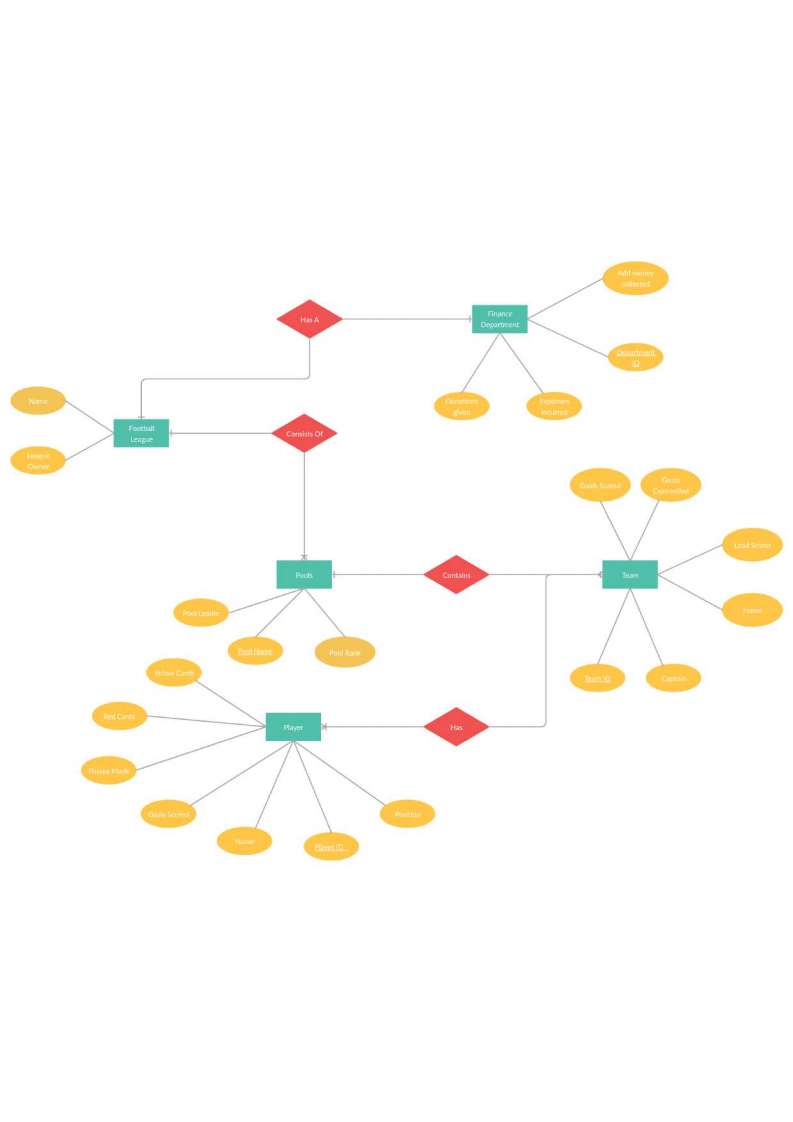 Add money
collected
Has A
Finance
Department
Department
ID
Donations
given
Expenses
incurred
Name
Football
League
Consists Of
League
Owner
Goals Scored
Goals
Conceeded
Lead Scorer
Pools
Contains
Team
Pool Leader
Name
Pool Name
Pool Rank
Yellow Cards
Team ID
Captain
Red Cards
Player
Has
Passes Made
Goals Scored
Position
Name
Player ID